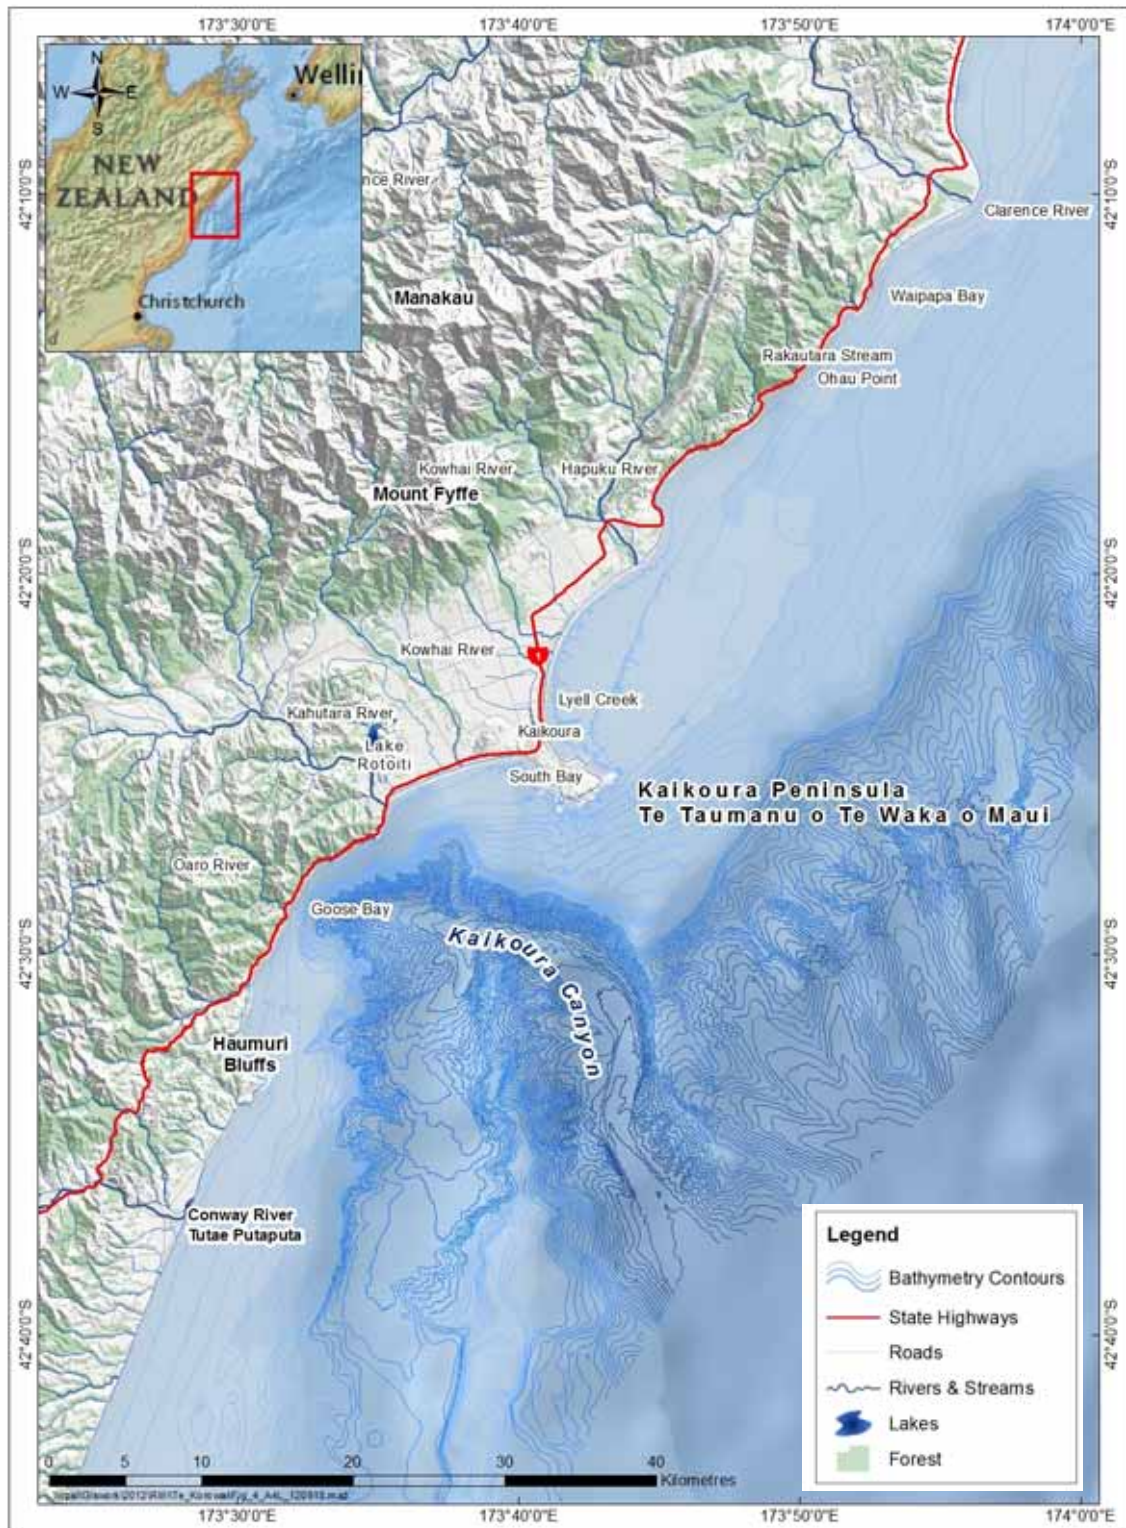 173°30'0"E
173°40'0"E
173°50'0"E
174°0'0"E
N
W
E
S
Wellin
NEW
ZEALAND
Christchurch
nce River
42°10'0"S
42°10'0"S
Clarence River
Manakau
Waipapa Bay
Rakautara Stream
Ohau Point
Kowhai River
Hapuku River
Mount Fyffe
42°20'0"S
42°20'0"S
Kowhai River
1
Lyell Creek
Kahutara River
Kaikoura
Lake
Rotoiti
South Bay
Kaikoura Peninsula
Te Taumanu o Te Waka o Maui
Oaro River
Goose Bay
Kaikoura Canyon
42°30'0"S
42°30'0"S
Haumuri
Bluffs
Conway River
Tutae Putaputa
Legend
Bathymetry Contours
State Highways
Roads
Rivers & Streams
Lakes
Forest
42°40'0"S
42°40'0"S
0 5 10 20 30 40
Kilometres
173°30'0"E
173°40'0"E
173°50'0"E
174°0'0"E